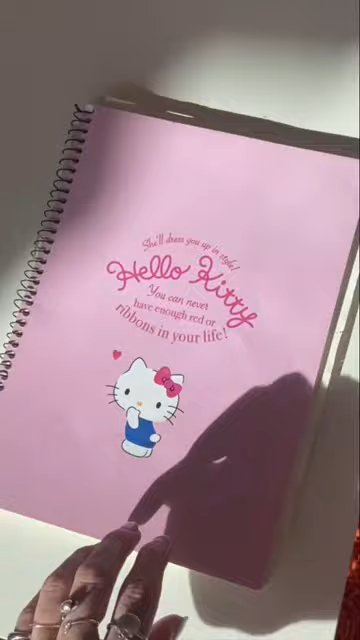 She'll dress you up in style!
Hello Kitty
You can never
have enough red or
ribbons in your life!